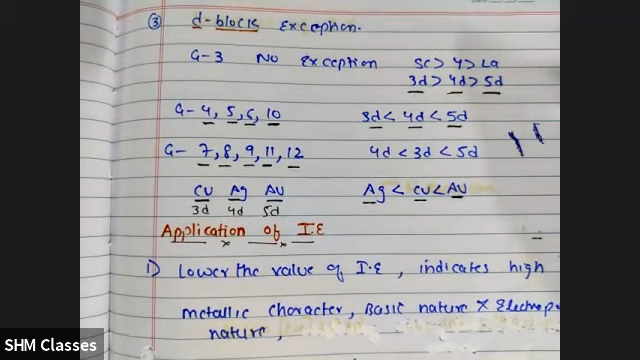 ③ d-block Exception.
G-3 No Exception Sc > Y > La
3d > 4d > 5d
G-4, 5, 6, 10 3d < 4d < 5d
G-7, 8, 9, 11, 12 4d < 3d < 5d
CU Ag AU Ag < CU < AU
3d 4d 5d
Application of I.E
1) Lower the value of I.E, indicates high
metallic character, Basic nature & Electrop
nature,
SHM Classes